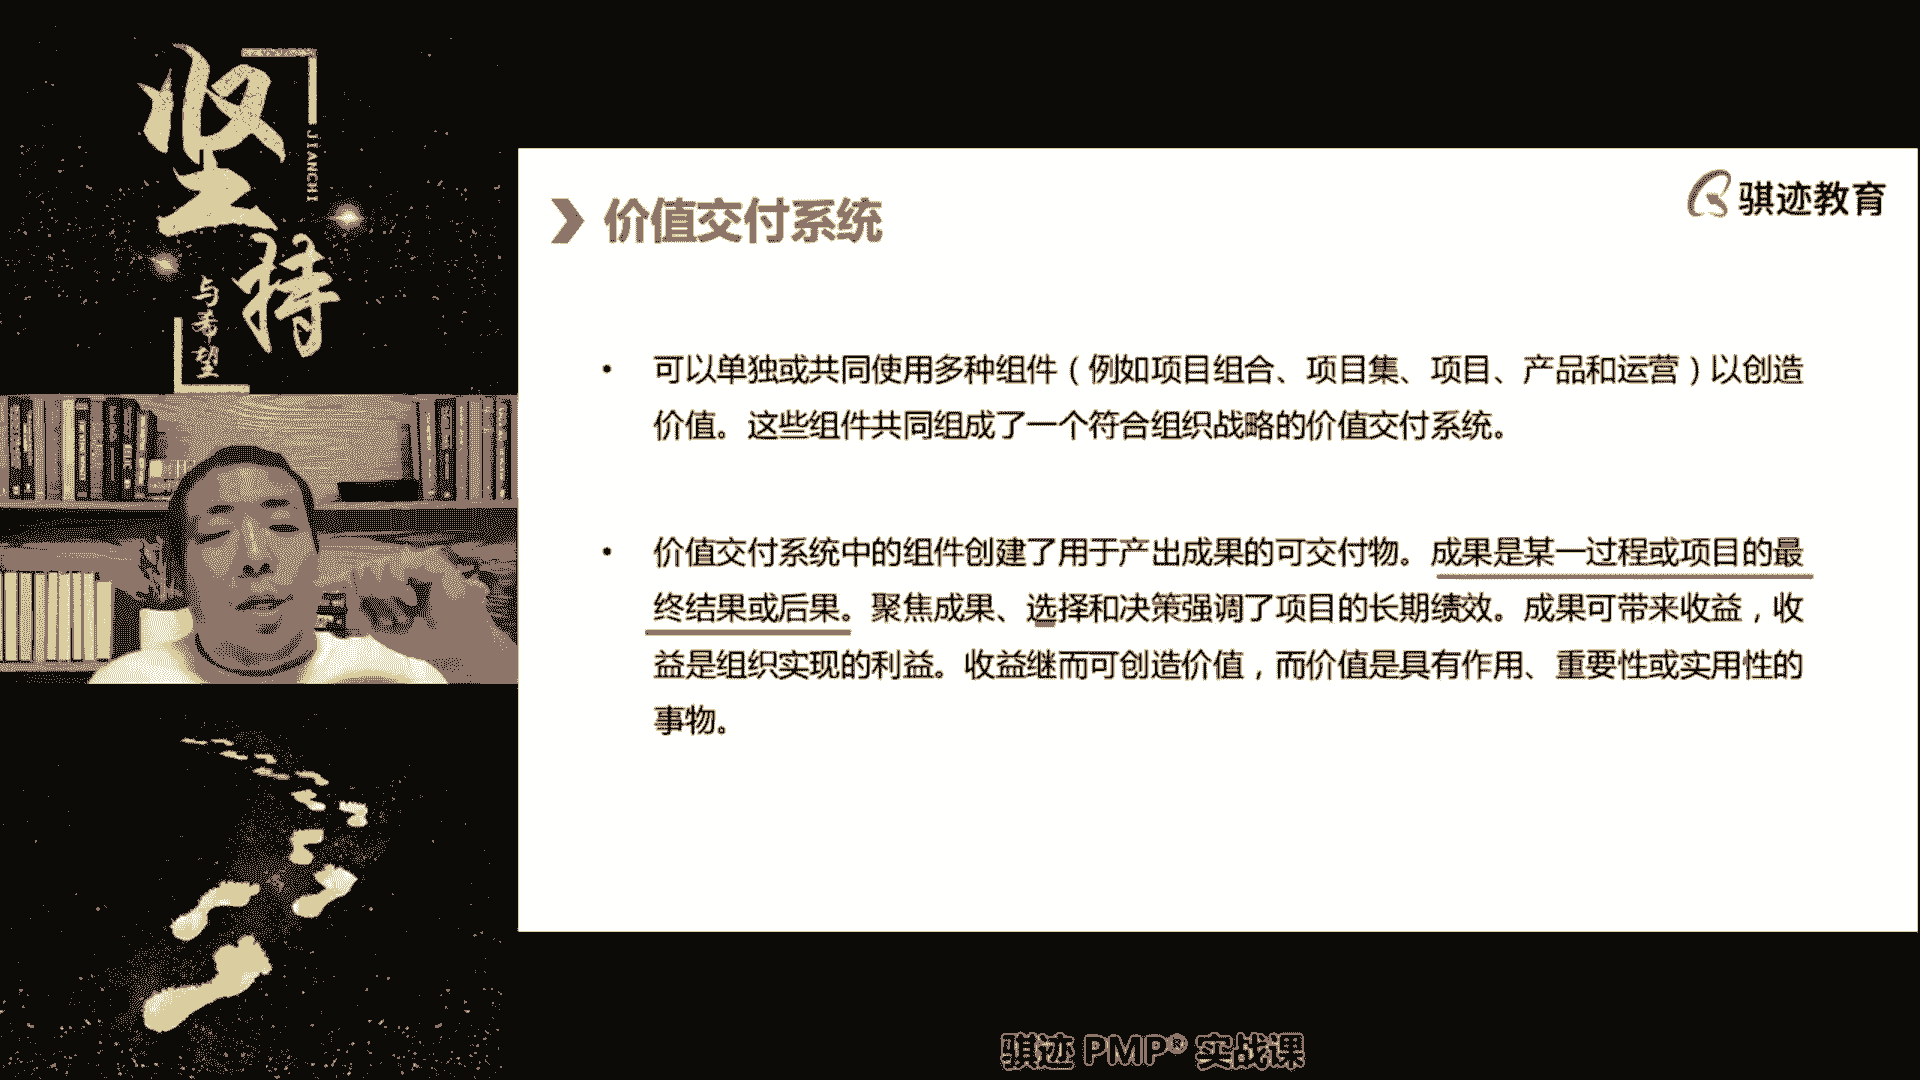 坚持
JIANCHI
与希望
骐迹教育
价值交付系统
• 可以单独或共同使用多种组件（例如项目组合、项目集、项目、产品和运营）以创造
价值。这些组件共同组成了一个符合组织战略的价值交付系统。
• 价值交付系统中的组件创建了用于产出成果的可交付物。成果是某一过程或项目的最
终结果或后果。聚焦成果、选择和决策强调了项目的长期绩效。成果可带来收益，收
益是组织实现的利益。收益继而可创造价值，而价值是具有作用、重要性或实用性的
事物。
骐迹 PMP® 实战课